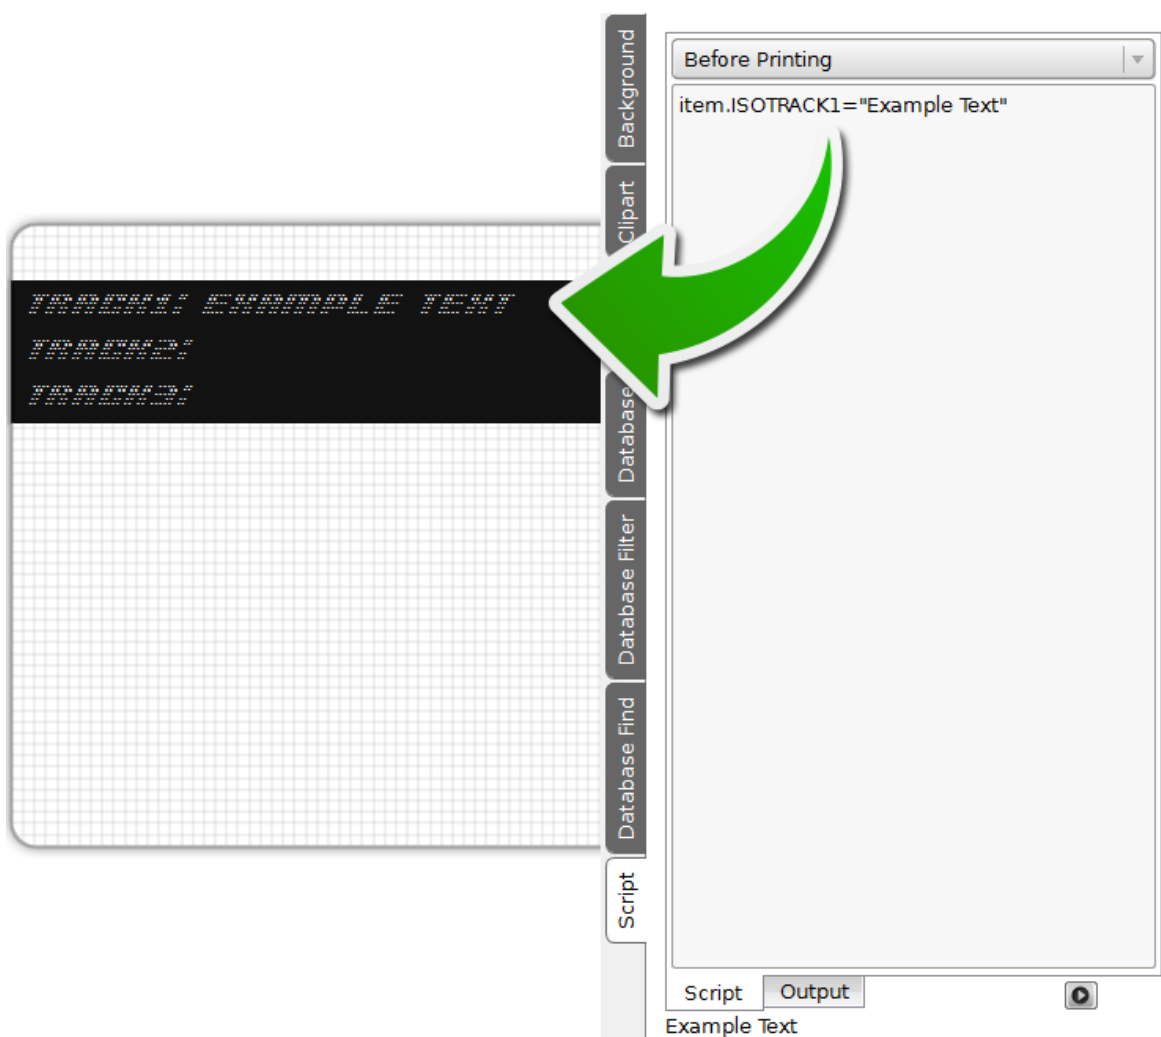 TRACK1: EXAMPLE TEXT
TRACK2:
TRACK3:
Background
Clipart
Database
Database Filter
Database Find
Script
Before Printing
item.ISOTRACK1="Example Text"
Script
Output
Example Text